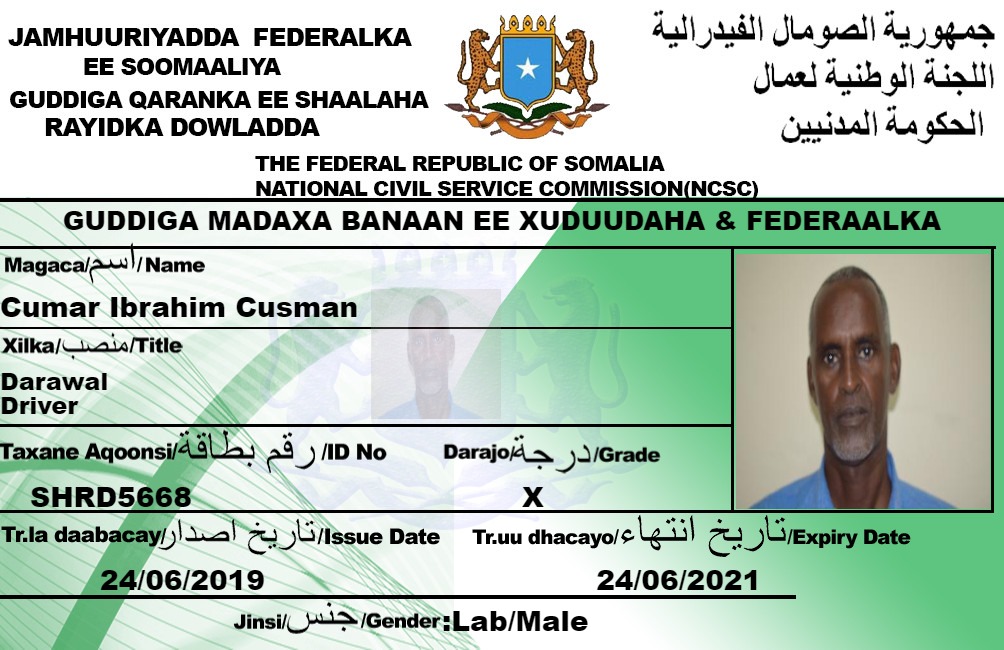 JAMHUURIYADDA FEDERALKA
EE SOOMAALIYA
GUDDIGA QARANKA EE SHAALAHA
RAYIDKA DOWLADDA
جمهورية الصومال الفيدرالية
اللجنة الوطنية لعمال
الحكومة المدنيين
THE FEDERAL REPUBLIC OF SOMALIA
NATIONAL CIVIL SERVICE COMMISSION(NCSC)
GUDDIGA MADAXA BANAAN EE XUDUUDAHA & FEDERAALKA
Magaca/اسم/Name
Cumar Ibrahim Cusman
Xilka/منصب/Title
Darawal
Driver
Taxane Aqoonsi/رقم بطاقة/ID No
SHRD5668
Darajo/درجة/Grade
X
Tr.la daabacay/تاريخ اصدار/Issue Date
24/06/2019
Tr.uu dhacayo/تاريخ انتهاء/Expiry Date
24/06/2021
Jinsi/جنس/Gender:Lab/Male